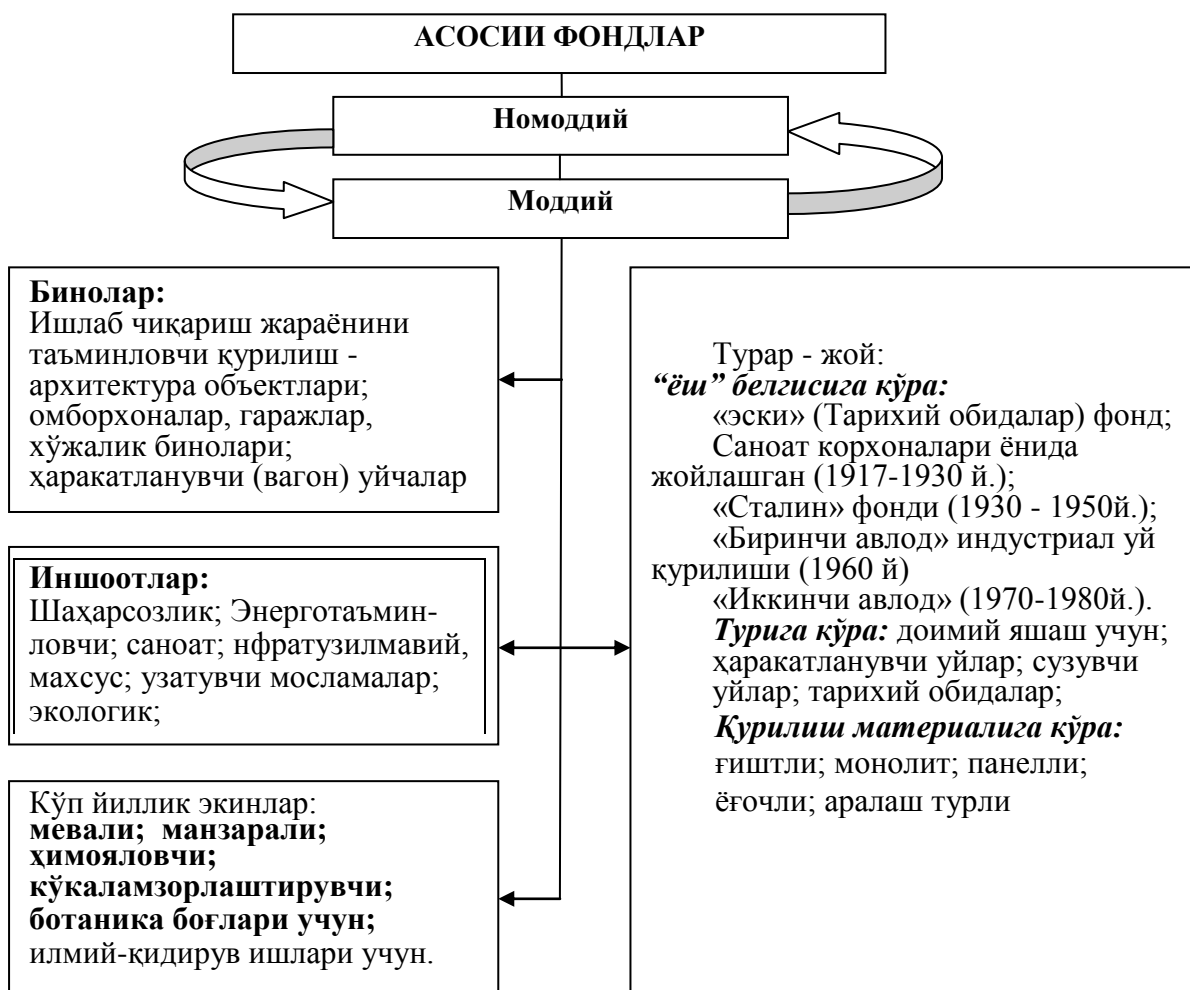 АСОСИИ ФОНДЛАР
Номоддий
Моддий
Бинолар:
Ишлаб чиқариш жараёнини
таъминловчи қурилиш -
архитектура объектлари;
омборхоналар, гаражлар,
хўжалик бинолари;
ҳаракатланувчи (вагон) уйчалар
Иншоотлар:
Шаҳарсозлик; Энерготаъмин-
ловчи; саноат; нфратузилмавий,
махсус; узатувчи мосламалар;
экологик;
Кўп йиллик экинлар:
мевали; манзарали;
ҳимояловчи;
кўкаламзорлаштирувчи;
ботаника боғлари учун;
илмий-қидирув ишлари учун.
Турар - жой:
“ёш” белгисига кўра:
«эски» (Тарихий обидалар) фонд;
Саноат корхоналари ёнида
жойлашган (1917-1930 й.);
«Сталин» фонди (1930 - 1950й.);
«Биринчи авлод» индустриал уй
қурилиши (1960 й)
«Иккинчи авлод» (1970-1980й.).
Турига кўра: доимий яшаш учун;
ҳаракатланувчи уйлар; сузувчи
уйлар; тарихий обидалар;
Қурилиш материалига кўра:
ғиштли; монолит; панелли;
ёғочли; аралаш турли